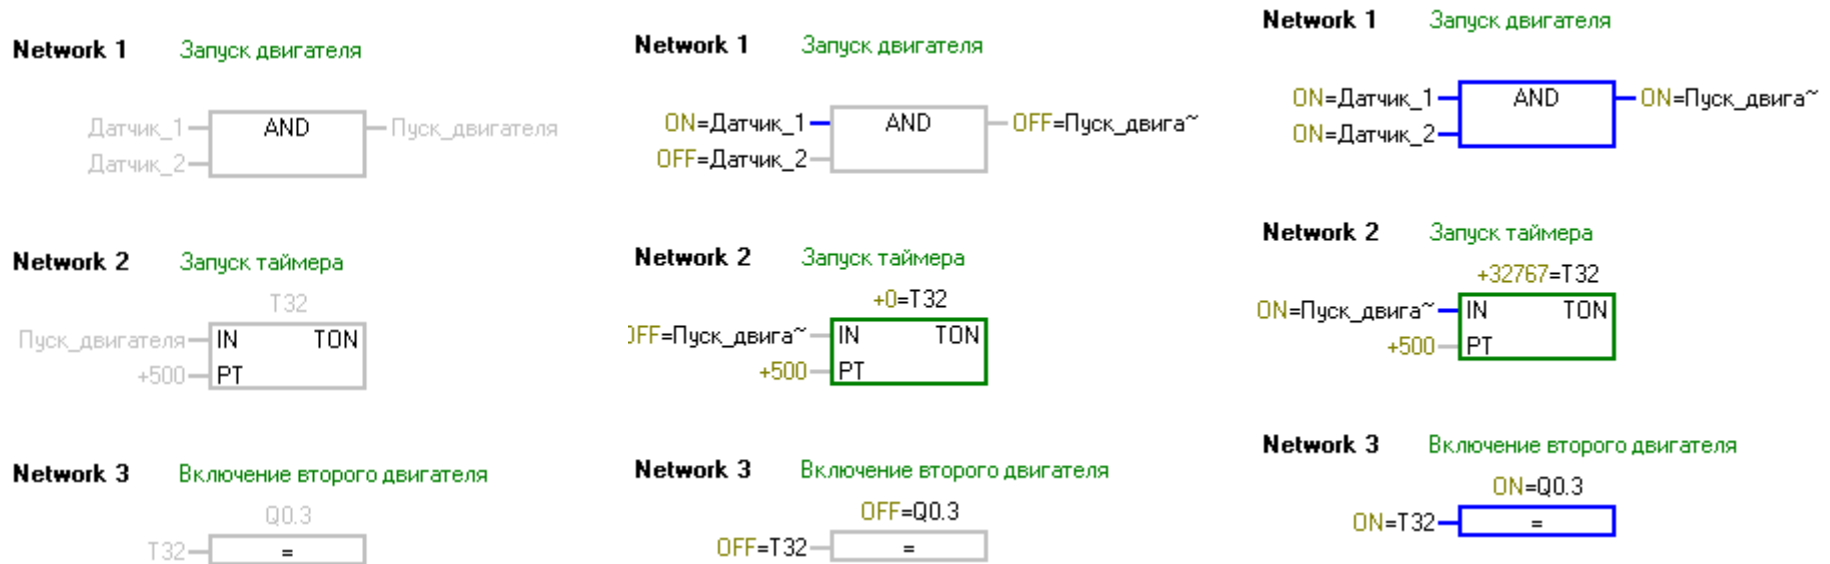 Network 1 Запуск двигателя
Датчик_1 AND Пуск_двигателя
Датчик_2
Network 2 Запуск таймера
T32
Пуск_двигателя IN TON
+500 PT
Network 3 Включение второго двигателя
Q0.3
T32 =
Network 1 Запуск двигателя
ON=Датчик_1 AND OFF=Пуск_двига~
OFF=Датчик_2
Network 2 Запуск таймера
+0=T32
OFF=Пуск_двига~ IN TON
+500 PT
Network 3 Включение второго двигателя
OFF=Q0.3
OFF=T32 =
Network 1 Запуск двигателя
ON=Датчик_1 AND ON=Пуск_двига~
ON=Датчик_2
Network 2 Запуск таймера
+32767=T32
ON=Пуск_двига~ IN TON
+500 PT
Network 3 Включение второго двигателя
ON=Q0.3
ON=T32 =